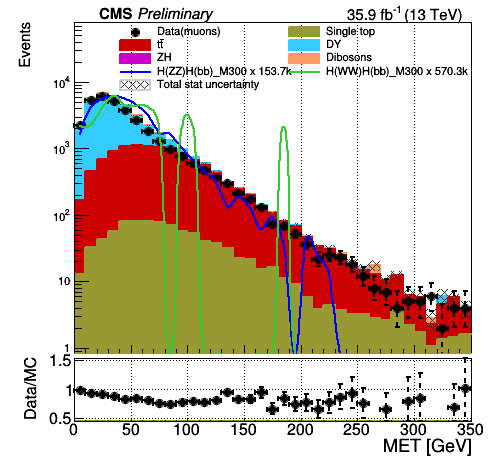 CMS Preliminary 35.9 fb⁻¹ (13 TeV)
Events
Data(muons) Single top
tt̄ DY
ZH Dibosons
H(ZZ)H(bb)_M300 x 153.7k H(WW)H(bb)_M300 x 570.3k
Total stat uncertainty
10⁴
10³
10²
10
1
Data/MC
1.5
1
0.5
0 50 100 150 200 250 300 350
MET [GeV]